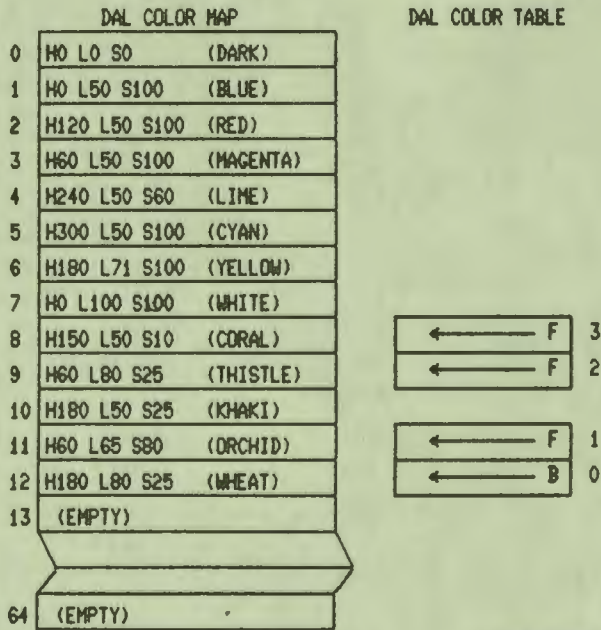 DAL COLOR MAP DAL COLOR TABLE
0 H0 L0 S0 (DARK)
1 H0 L50 S100 (BLUE)
2 H120 L50 S100 (RED)
3 H60 L50 S100 (MAGENTA)
4 H240 L50 S60 (LIME)
5 H300 L50 S100 (CYAN)
6 H180 L71 S100 (YELLOW)
7 H0 L100 S100 (WHITE)
8 H150 L50 S10 (CORAL) F 3
9 H60 L80 S25 (THISTLE) F 2
10 H180 L50 S25 (KHAKI)
11 H60 L65 S80 (ORCHID) F 1
12 H180 L80 S25 (WHEAT) B 0
13 (EMPTY)
64 (EMPTY)